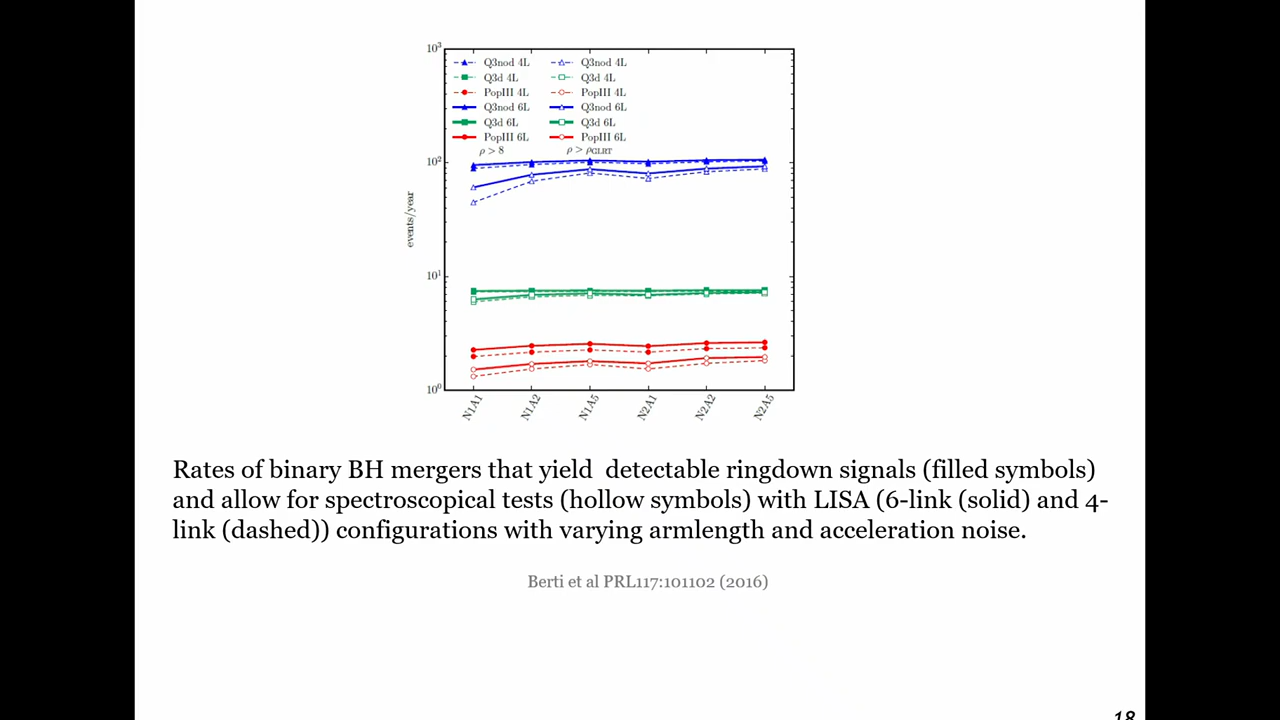 10³
Q3nod 4L Q3nod 4L
Q3d 4L Q3d 4L
PopIII 4L PopIII 4L
Q3nod 6L Q3nod 6L
Q3d 6L Q3d 6L
PopIII 6L PopIII 6L
ρ > 8 ρ > ρGLRT
10²
events/year
10¹
10⁰
N1A1 N1A2 N1A5 N2A1 N2A2 N2A5
Rates of binary BH mergers that yield detectable ringdown signals (filled symbols)
and allow for spectroscopical tests (hollow symbols) with LISA (6-link (solid) and 4-
link (dashed)) configurations with varying armlength and acceleration noise.
Berti et al PRL117:101102 (2016)
18